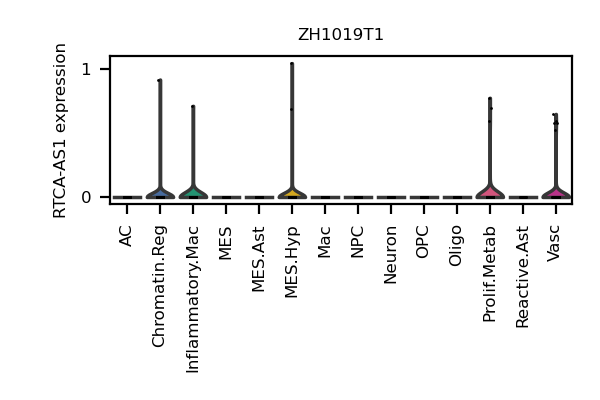 ZH1019T1
RTCA-AS1 expression
1
0
AC
Chromatin.Reg
Inflammatory.Mac
MES
MES.Ast
MES.Hyp
Mac
NPC
Neuron
OPC
Oligo
Prolif.Metab
Reactive.Ast
Vasc